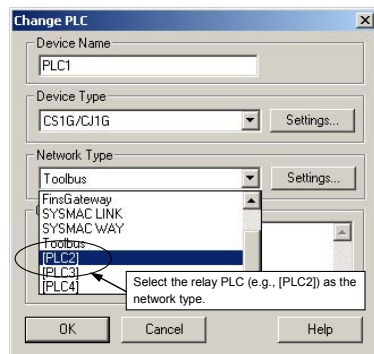 Change PLC
Device Name
PLC1
Device Type
CS1G/CJ1G
Settings...
Network Type
Toolbus
Settings...
FinsGateway
SYSMAC LINK
SYSMAC WAY
Toolbus
[PLC2]
[PLC3]
[PLC4]
Select the relay PLC (e.g., [PLC2]) as the
network type.
OK
Cancel
Help